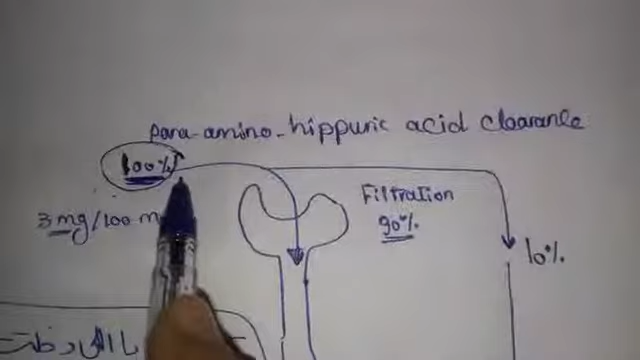 para-amino-hippuric acid clearance
100%
Filtration
90%
3 mg/100 m
10%